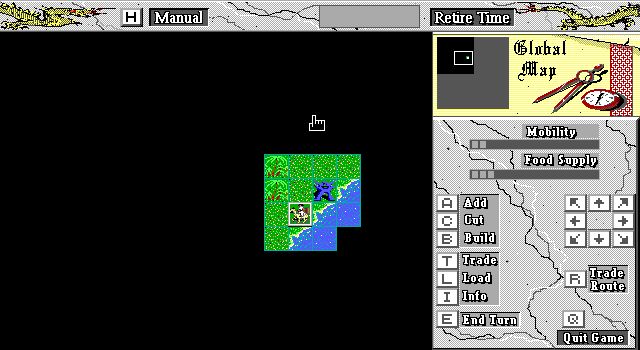 H Manual Retire Time
Global
Map
Mobility
Food Supply
A Add
C Cut
B Build
T Trade
L Load
I Info
R Trade
Route
E End Turn
Q
Quit Game